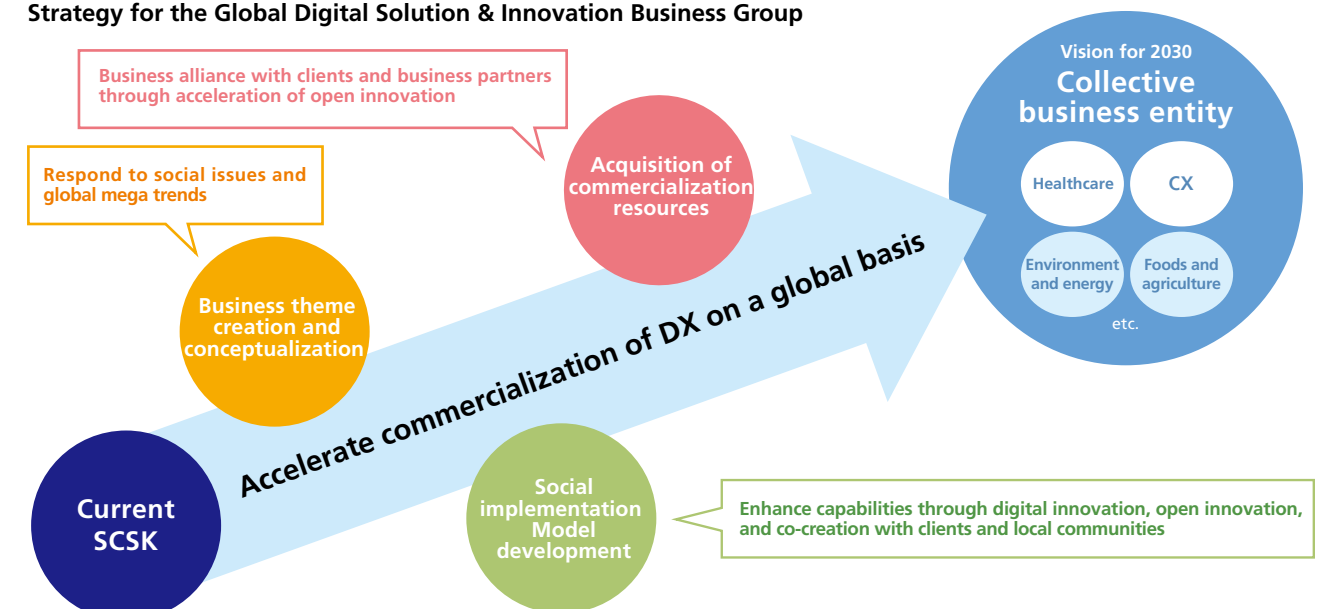 Strategy for the Global Digital Solution & Innovation Business Group
Business alliance with clients and business partners
through acceleration of open innovation
Respond to social issues and
global mega trends
Business theme
creation and
conceptualization
Acquisition of
commercialization
resources
Vision for 2030
Collective
business entity
Healthcare
CX
Environment
and energy
Foods and
agriculture
etc.
Accelerate commercialization of DX on a global basis
Current
SCSK
Social
implementation
Model
development
Enhance capabilities through digital innovation, open innovation,
and co-creation with clients and local communities